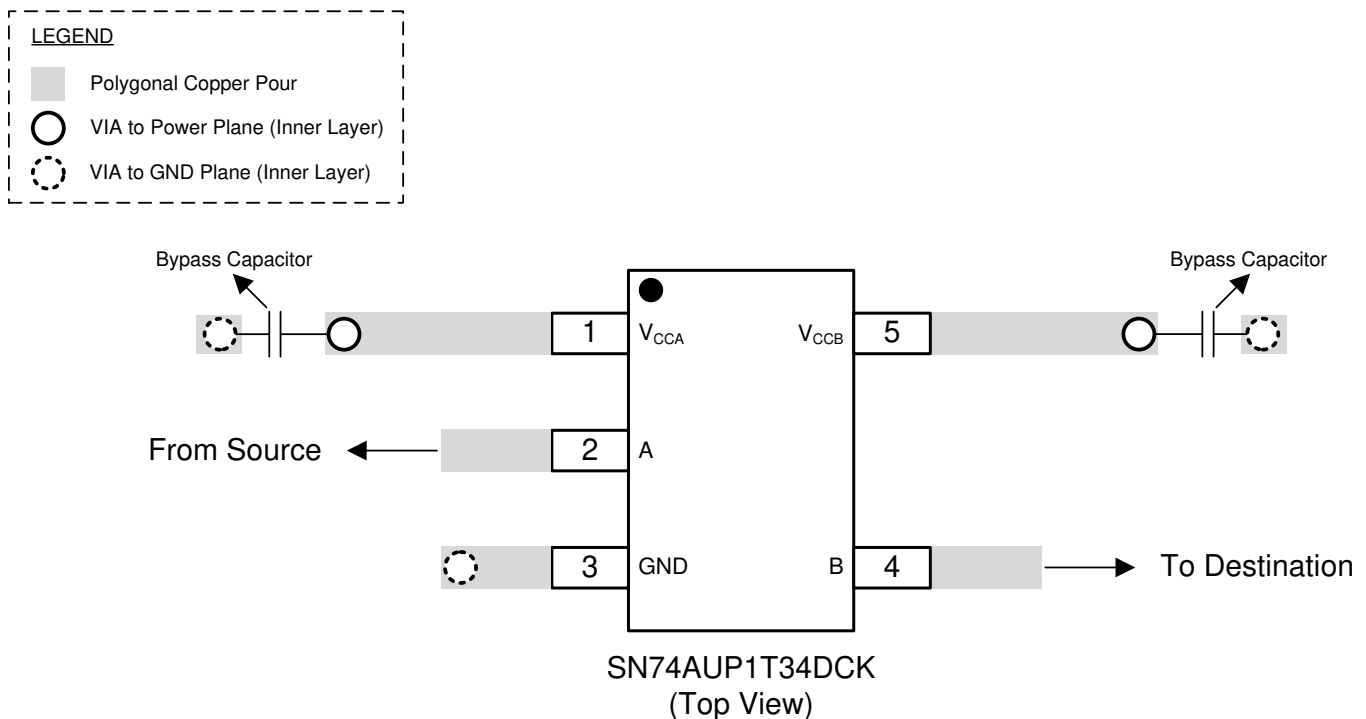 LEGEND
Polygonal Copper Pour
VIA to Power Plane (Inner Layer)
VIA to GND Plane (Inner Layer)
Bypass Capacitor
Bypass Capacitor
1
VCCA
VCCB
5
From Source
2
A
3
GND
B
4
To Destination
SN74AUP1T34DCK
(Top View)